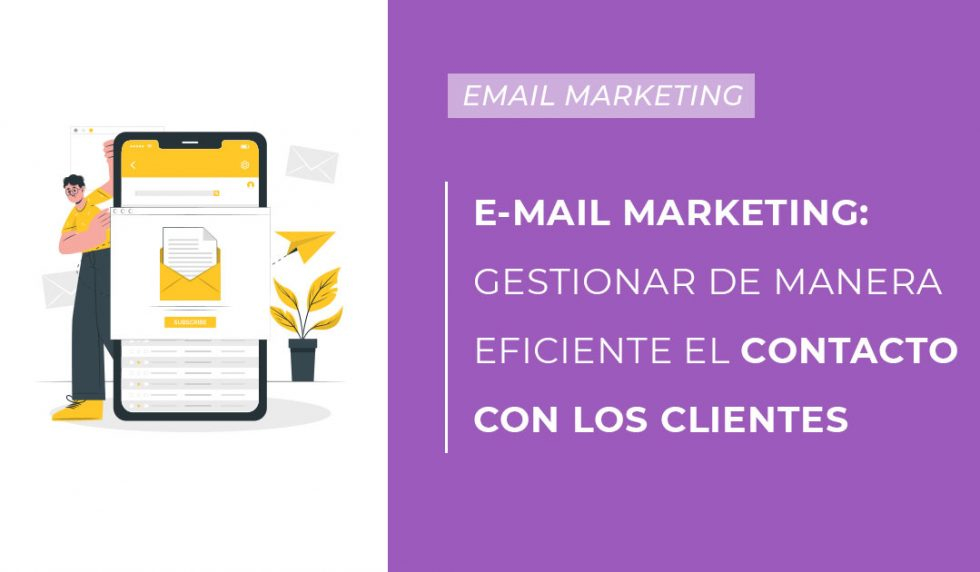 EMAIL MARKETING
E-MAIL MARKETING:
GESTIONAR DE MANERA
EFICIENTE EL CONTACTO
CON LOS CLIENTES
SUBSCRIBE